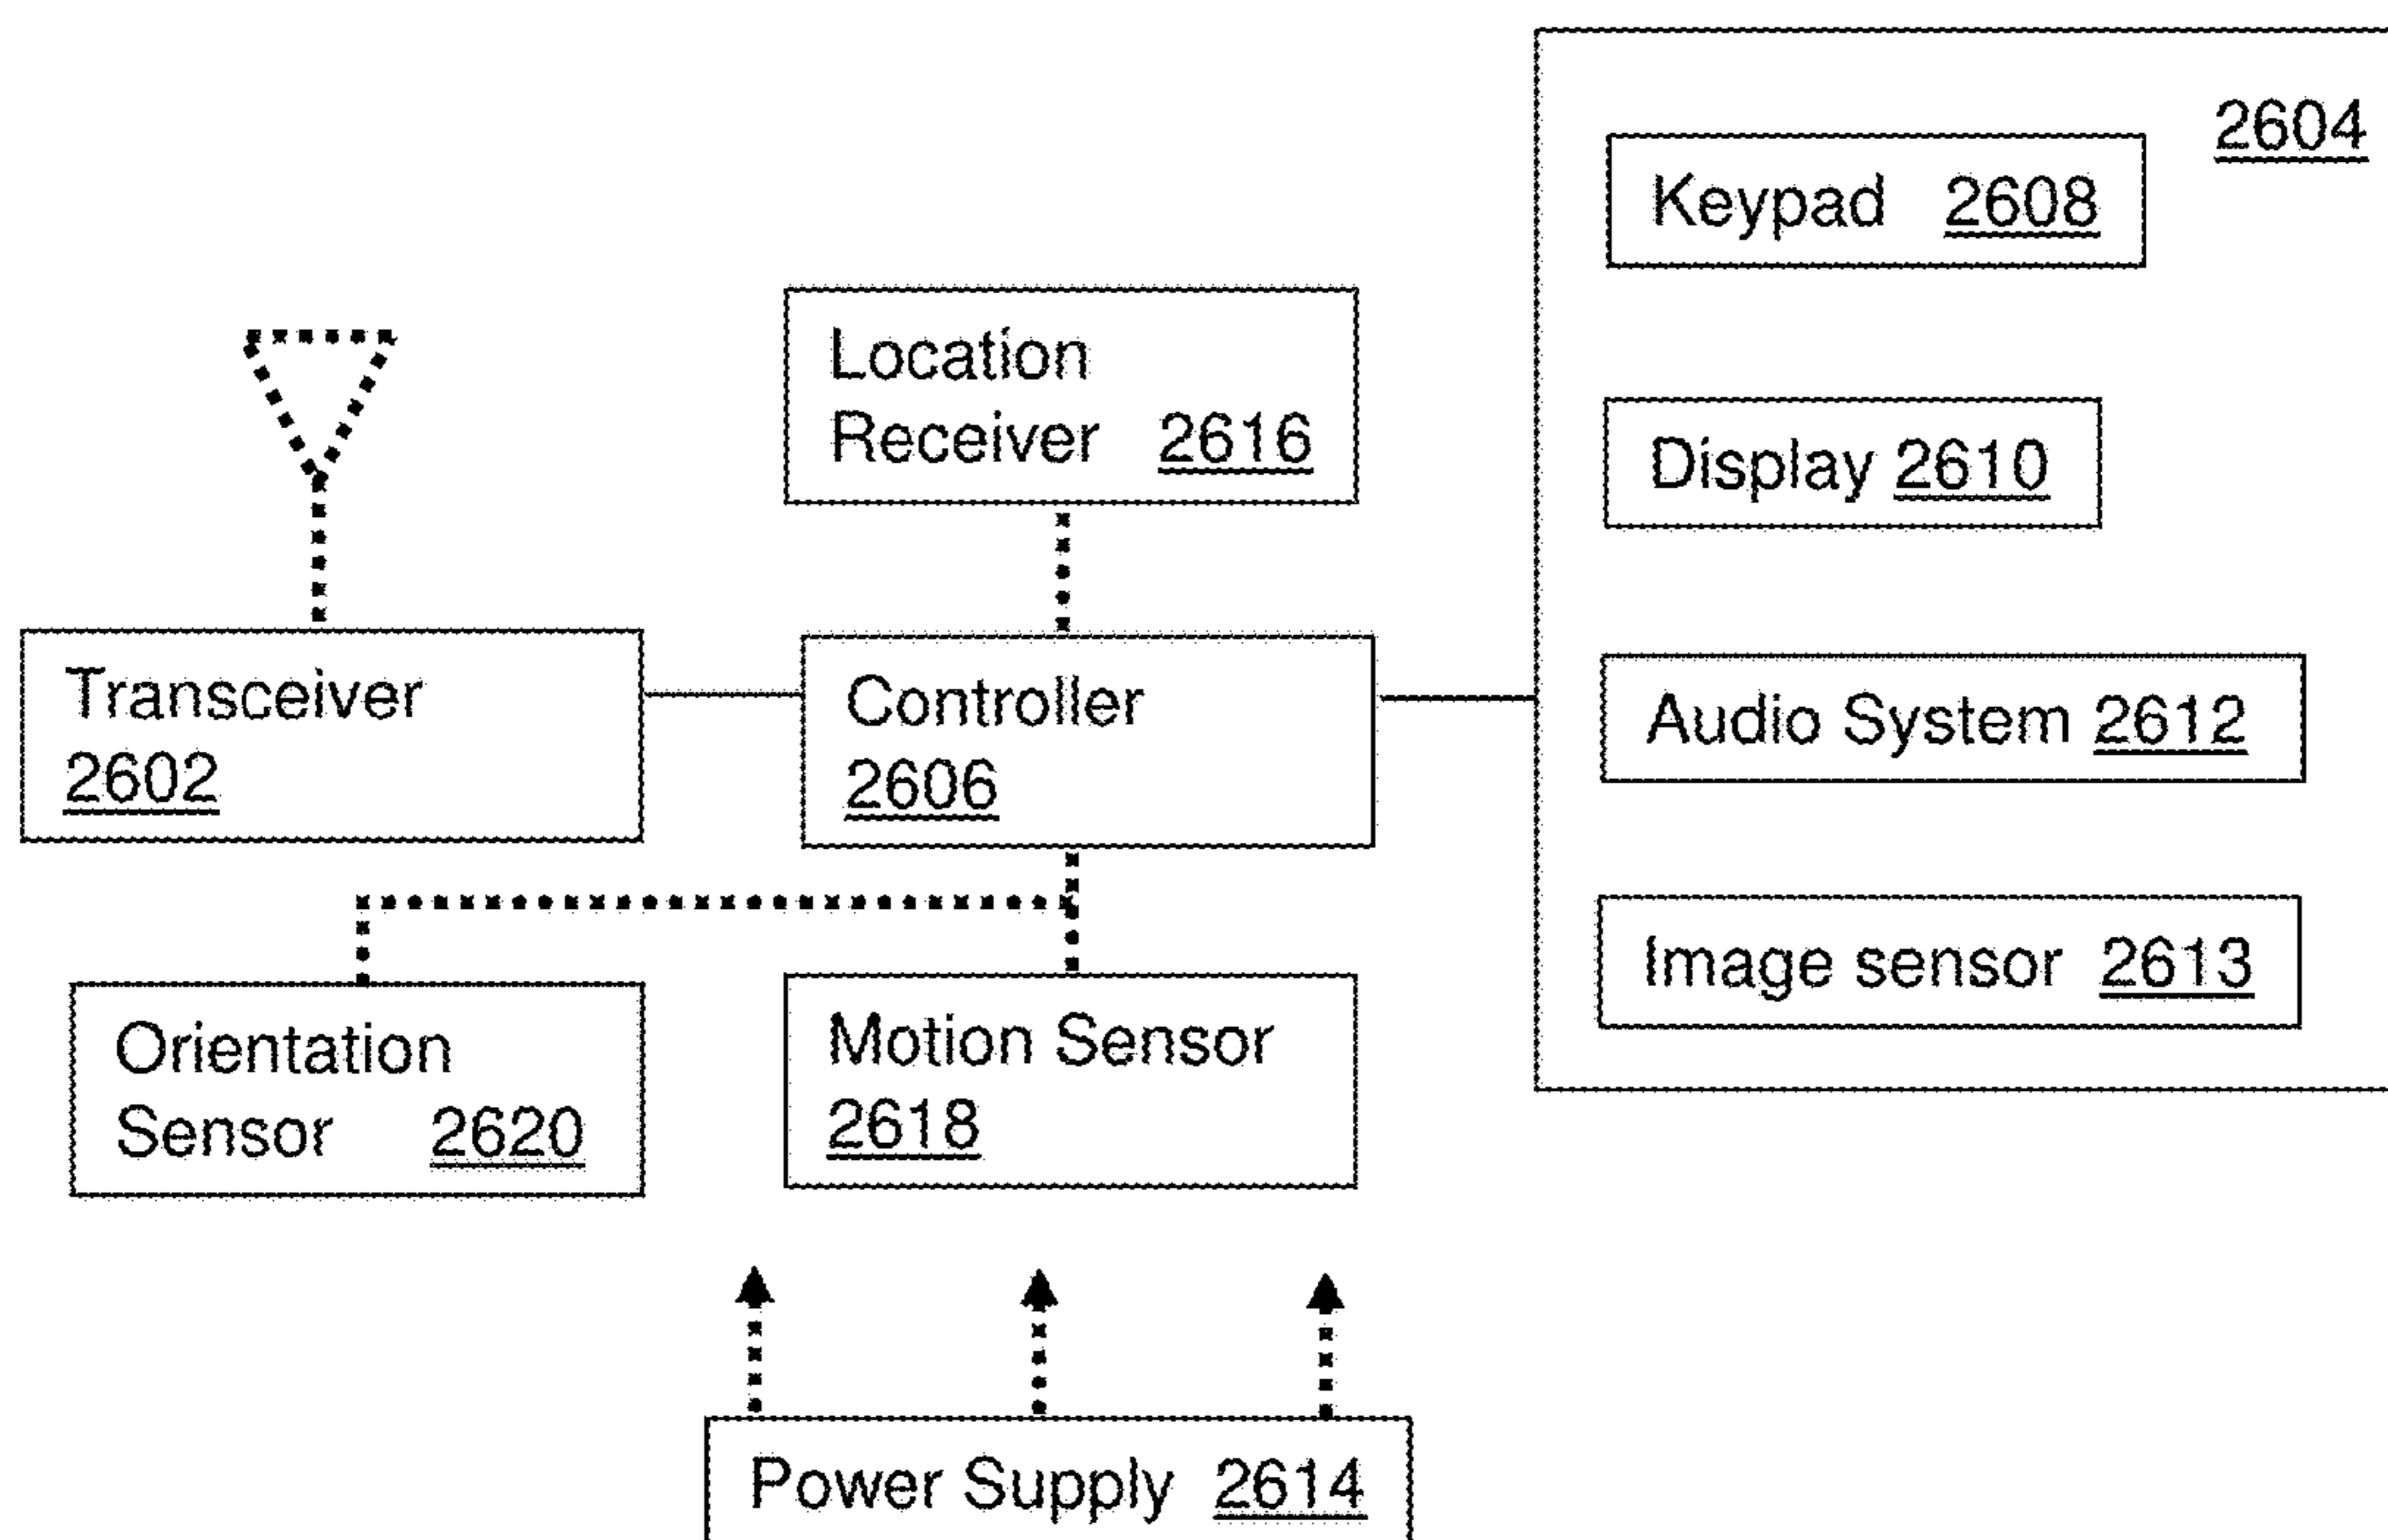 2604
Keypad 2608
Location
Receiver 2616
Display 2610
Transceiver
2602
Controller
2606
Audio System 2612
Image sensor 2613
Orientation
Sensor 2620
Motion Sensor
2618
Power Supply 2614